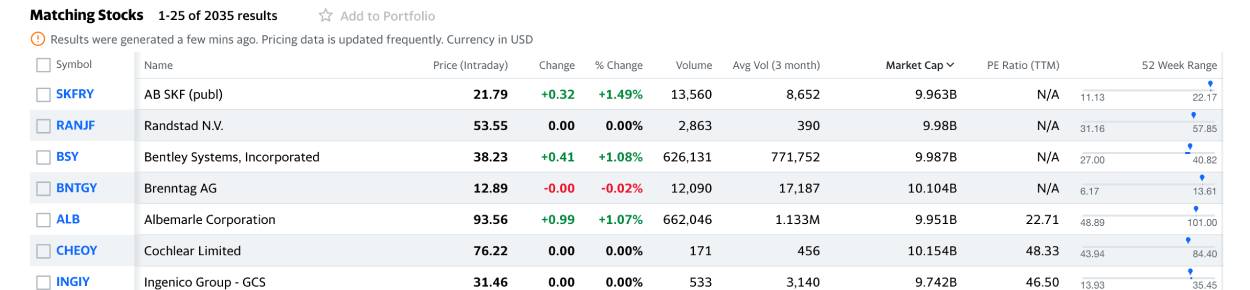 Matching Stocks 1-25 of 2035 results Add to Portfolio
Results were generated a few mins ago. Pricing data is updated frequently. Currency in USD
Symbol Name Price (Intraday) Change % Change Volume Avg Vol (3 month) Market Cap PE Ratio (TTM) 52 Week Range
SKFRY AB SKF (publ) 21.79 +0.32 +1.49% 13,560 8,652 9.963B N/A 11.13 22.17
RANJF Randstad N.V. 53.55 0.00 0.00% 2,863 390 9.98B N/A 31.16 57.85
BSY Bentley Systems, Incorporated 38.23 +0.41 +1.08% 626,131 771,752 9.987B N/A 27.00 40.82
BNTGY Brenntag AG 12.89 -0.00 -0.02% 12,090 17,187 10.104B N/A 6.17 13.61
ALB Albemarle Corporation 93.56 +0.99 +1.07% 662,046 1.133M 9.951B 22.71 48.89 101.00
CHEOY Cochlear Limited 76.22 0.00 0.00% 171 456 10.154B 48.33 43.94 84.40
INGIY Ingenico Group - GCS 31.46 0.00 0.00% 533 3,140 9.742B 46.50 13.93 35.45